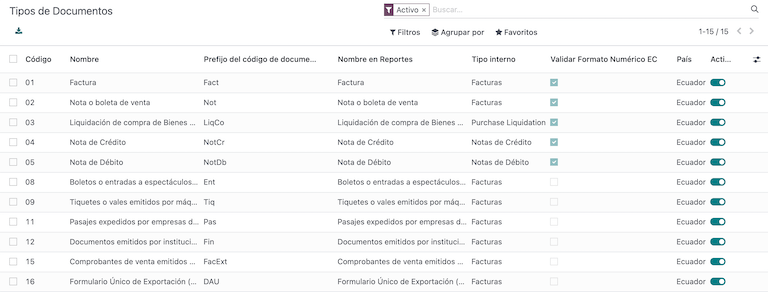 Tipos de Documentos
Activo ×
Buscar...
Filtros Agrupar por Favoritos 1-15 / 15
Código Nombre Prefijo del código de docume... Nombre en Reportes Tipo interno Validar Formato Numérico EC País Acti...
01 Factura Fact Factura Facturas Ecuador
02 Nota o boleta de venta Not Nota o boleta de venta Facturas Ecuador
03 Liquidación de compra de Bienes ... LiqCo Liquidación de compra de Bienes ... Purchase Liquidation Ecuador
04 Nota de Crédito NotCr Nota de Crédito Notas de Crédito Ecuador
05 Nota de Débito NotDb Nota de Débito Notas de Débito Ecuador
08 Boletos o entradas a espectáculos... Ent Boletos o entradas a espectáculos... Facturas Ecuador
09 Tiquetes o vales emitidos por máq... Tiq Tiquetes o vales emitidos por máq... Facturas Ecuador
11 Pasajes expedidos por empresas d... Pas Pasajes expedidos por empresas d... Facturas Ecuador
12 Documentos emitidos por instituci... Fin Documentos emitidos por instituci... Facturas Ecuador
15 Comprobantes de venta emitidos ... FacExt Comprobantes de venta emitidos ... Facturas Ecuador
16 Formulario Único de Exportación (... DAU Formulario Único de Exportación (... Facturas Ecuador